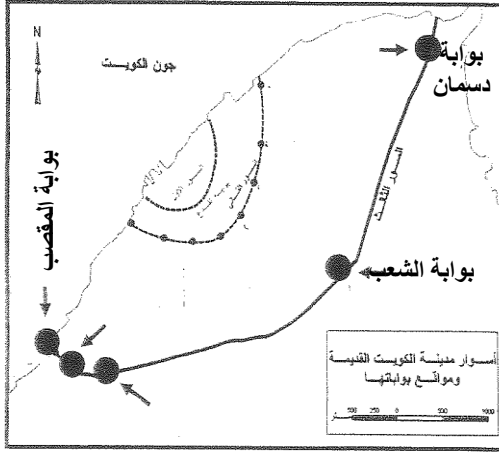 N
جون الكويت
بوابة
دسمان
بوابة المقصب
السور الثالث
بوابة الشعب
أسوار مدينة الكويت القديمة
ومواقع بواباتها
500 250 0 500 1000
متر